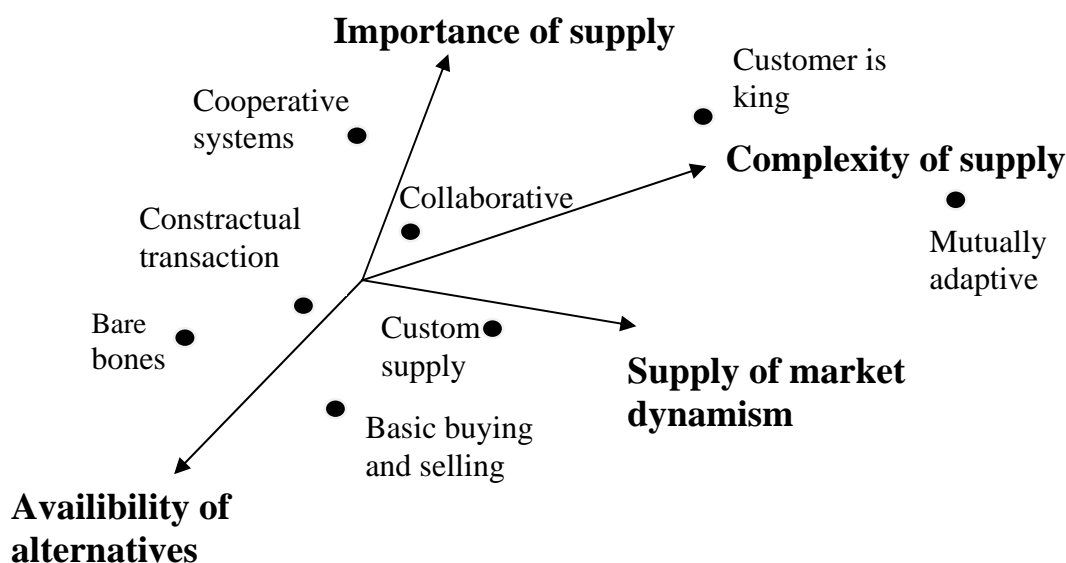 Importance of supply
Customer is
king
Cooperative
systems
Complexity of supply
Collaborative
Constractual
transaction
Mutually
adaptive
Bare
bones
Custom
supply
Supply of market
dynamism
Basic buying
and selling
Availibility of
alternatives